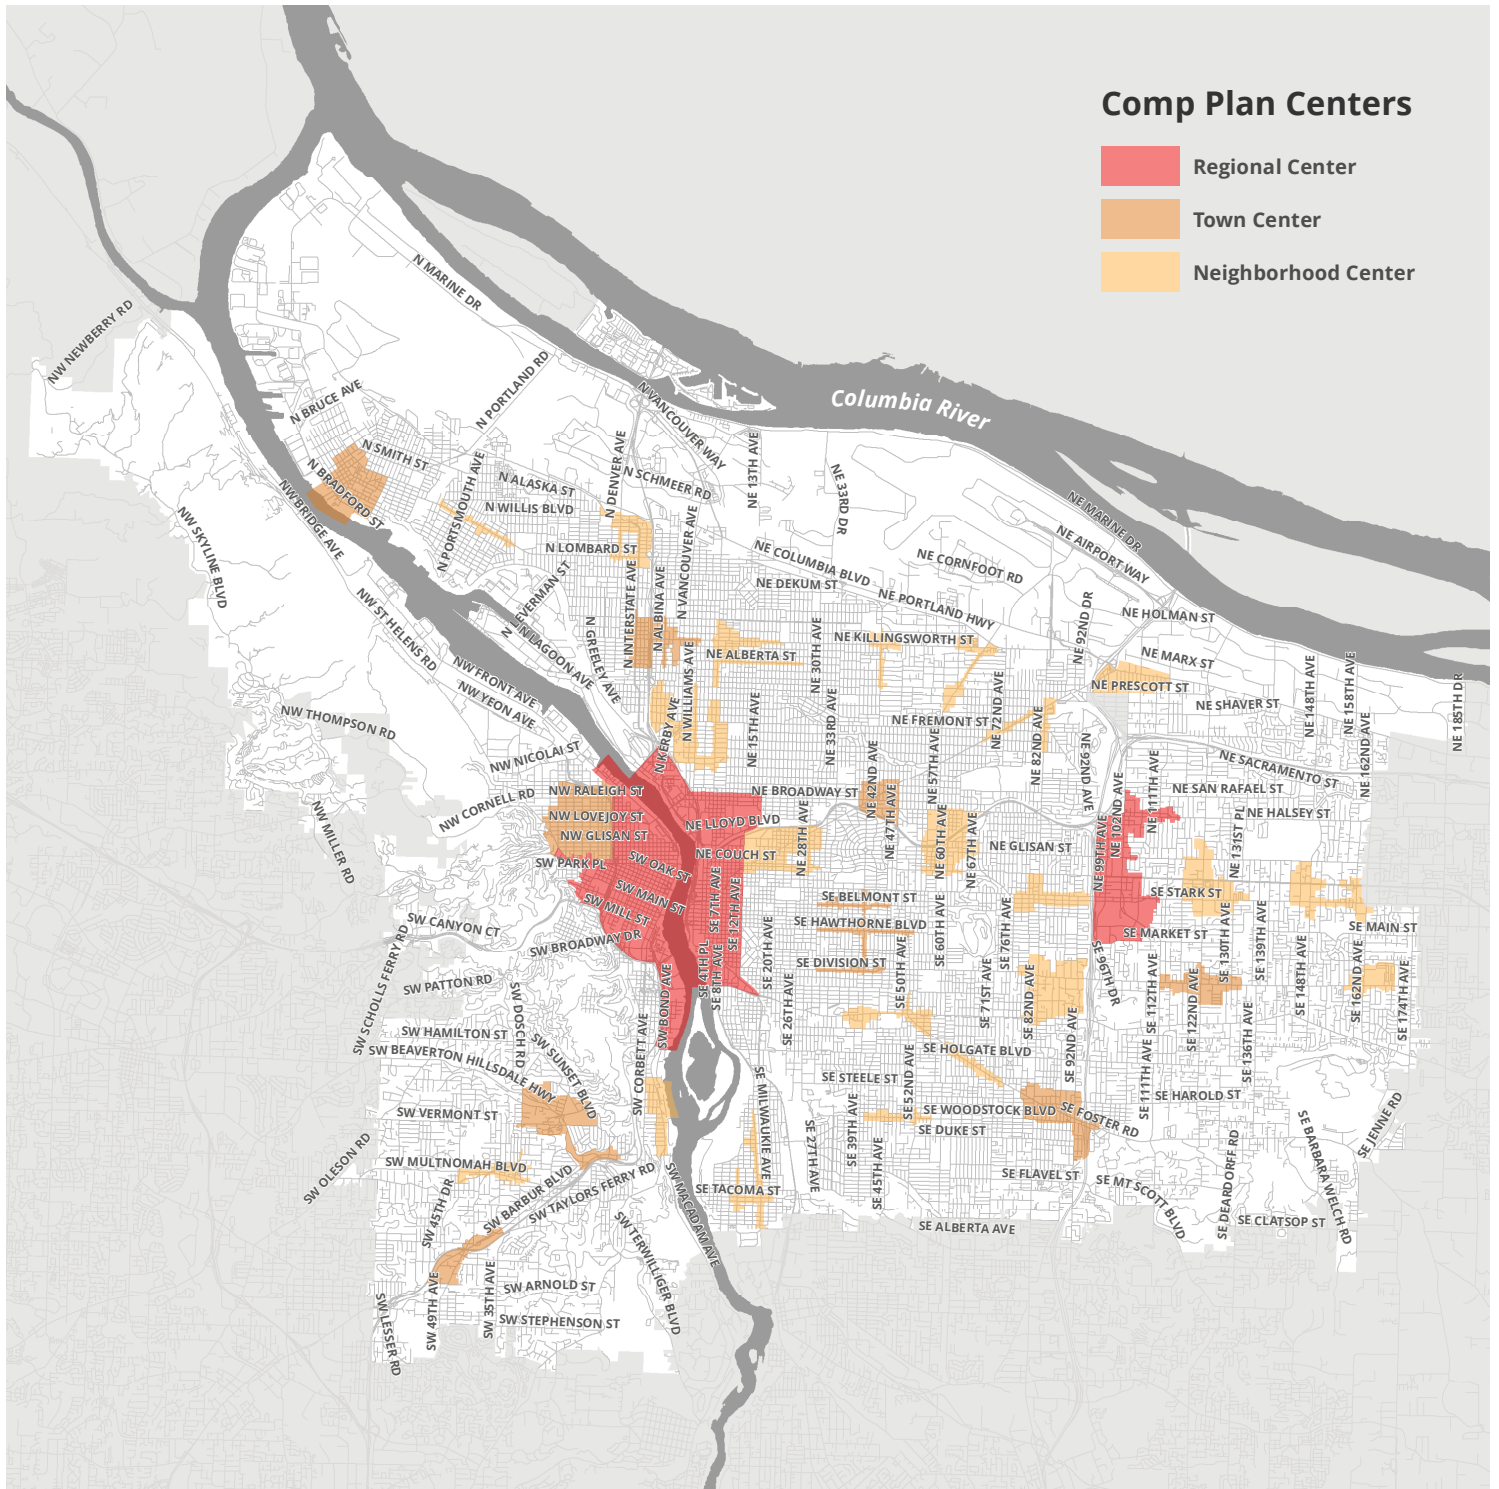 Comp Plan Centers
Regional Center
Town Center
Neighborhood Center
Columbia River
N MARINE DR
NW NEWBERRY RD
N BRUCE AVE
N PORTLAND RD
N VANCOUVER WAY
N SMITH ST
N BRADFORD ST
NW BRIDGE AVE
N PORTSMOUTH AVE
N ALASKA ST
N WILLIS BLVD
N DENVER AVE
N SCHMEER RD
NE 13TH AVE
NE 33RD DR
NE MARINE DR
NE AIRPORT WAY
NW SKYLINE BLVD
N LOMBARD ST
N VANCOUVER AVE
NE COLUMBIA BLVD
NE CORNFOOT RD
NE DEKUM ST
NE PORTLAND HWY
NE HOLMAN ST
NE 92ND DR
NW ST HELENS RD
N LEVERMAN ST
N LAGOON AVE
N GREELEY AVE
N INTERSTATE AVE
N ALBINA AVE
NE KILLINGSWORTH ST
NE ALBERTA ST
NE 30TH AVE
NE MARX ST
NE PRESCOTT ST
NE SHAVER ST
NE 148TH AVE
NE 158TH AVE
NE 185TH DR
NW FRONT AVE
NW YEON AVE
NW THOMPSON RD
N WILLIAMS AVE
N KERBY AVE
NE 15TH AVE
NE 33RD AVE
NE FREMONT ST
NE 72ND AVE
NE 82ND AVE
NE 57TH AVE
NE 42ND AVE
NE 92ND AVE
NE 162ND AVE
NE SACRAMENTO ST
NE SAN RAFAEL ST
NE 111TH AVE
NE 102ND AVE
NE 99TH AVE
NE HALSEY ST
NE 131ST PL
NW NICOLAI ST
NW CORNELL RD
NW RALEIGH ST
NW LOVEJOY ST
NW GLISAN ST
NW MILLER RD
NE BROADWAY ST
NE LLOYD BLVD
NE COUCH ST
NE 28TH AVE
NE 47TH AVE
NE 60TH AVE
NE 67TH AVE
NE GLISAN ST
SW PARK PL
SW OAK ST
SW MAIN ST
SW MILL ST
SE 7TH AVE
SE 12TH AVE
SE BELMONT ST
SE HAWTHORNE BLVD
SE DIVISION ST
SE STARK ST
SE MARKET ST
SE MAIN ST
SW CANYON CT
SW BROADWAY DR
SW SCHOLLS FERRY RD
SW PATTON RD
SW DOSCH RD
SW BOND AVE
SE 4TH PL
SE 8TH AVE
SE 20TH AVE
SE 26TH AVE
SE 50TH AVE
SE 60TH AVE
SE 76TH AVE
SE 71ST AVE
SE 82ND AVE
SE 92ND AVE
SE 96TH DR
SE 112TH AVE
SE 122ND AVE
SE 130TH AVE
SE 139TH AVE
SE 148TH AVE
SE 162ND AVE
SE 174TH AVE
SE 136TH AVE
SE 111TH AVE
SW HAMILTON ST
SW BEAVERTON HILLSDALE HWY
SW SUNSET BLVD
SW CORBETT AVE
SW VERMONT ST
SW OLESON RD
SW MULTNOMAH BLVD
SW BARBUR BLVD
SW TAYLORS FERRY RD
SW 45TH DR
SW MACADAM AVE
SE MILWAUKIE AVE
SE TACOMA ST
SE 27TH AVE
SE 39TH AVE
SE 45TH AVE
SE 52ND AVE
SE STEELE ST
SE HOLGATE BLVD
SE WOODSTOCK BLVD
SE DUKE ST
SE FOSTER RD
SE HAROLD ST
SE FLAVEL ST
SE MT SCOTT BLVD
SE DEARDORFF RD
SE BARBARA WELCH RD
SE JENNE RD
SE CLATSOP ST
SE ALBERTA AVE
SW TERWILLIGER BLVD
SW ARNOLD ST
SW STEPHENSON ST
SW 35TH AVE
SW 49TH AVE
SW LESSER RD